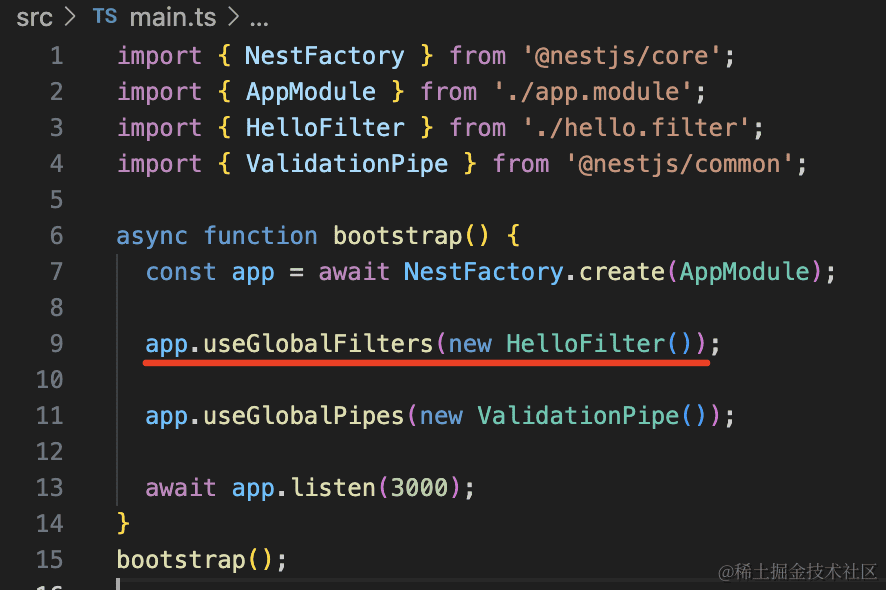 src > TS main.ts > ...
1 import { NestFactory } from '@nestjs/core';
2 import { AppModule } from './app.module';
3 import { HelloFilter } from './hello.filter';
4 import { ValidationPipe } from '@nestjs/common';
5
6 async function bootstrap() {
7   const app = await NestFactory.create(AppModule);
8
9   app.useGlobalFilters(new HelloFilter());
10
11   app.useGlobalPipes(new ValidationPipe());
12
13   await app.listen(3000);
14 }
15 bootstrap();
16
@稀土掘金技术社区